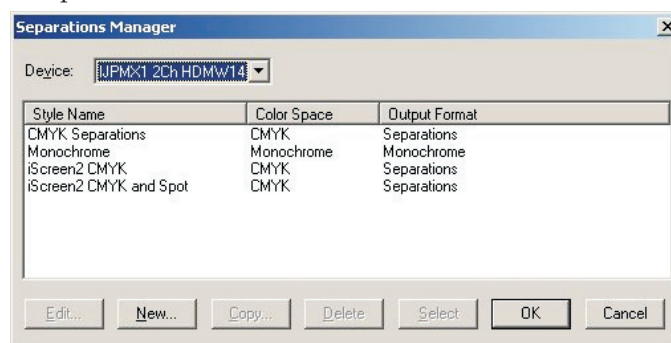 Separations Manager
Device: IJPMX1 2Ch HDMW14
Style Name Color Space Output Format
CMYK Separations CMYK Separations
Monochrome Monochrome Monochrome
iScreen2 CMYK CMYK Separations
iScreen2 CMYK and Spot CMYK Separations
Edit... New... Copy... Delete Select OK Cancel